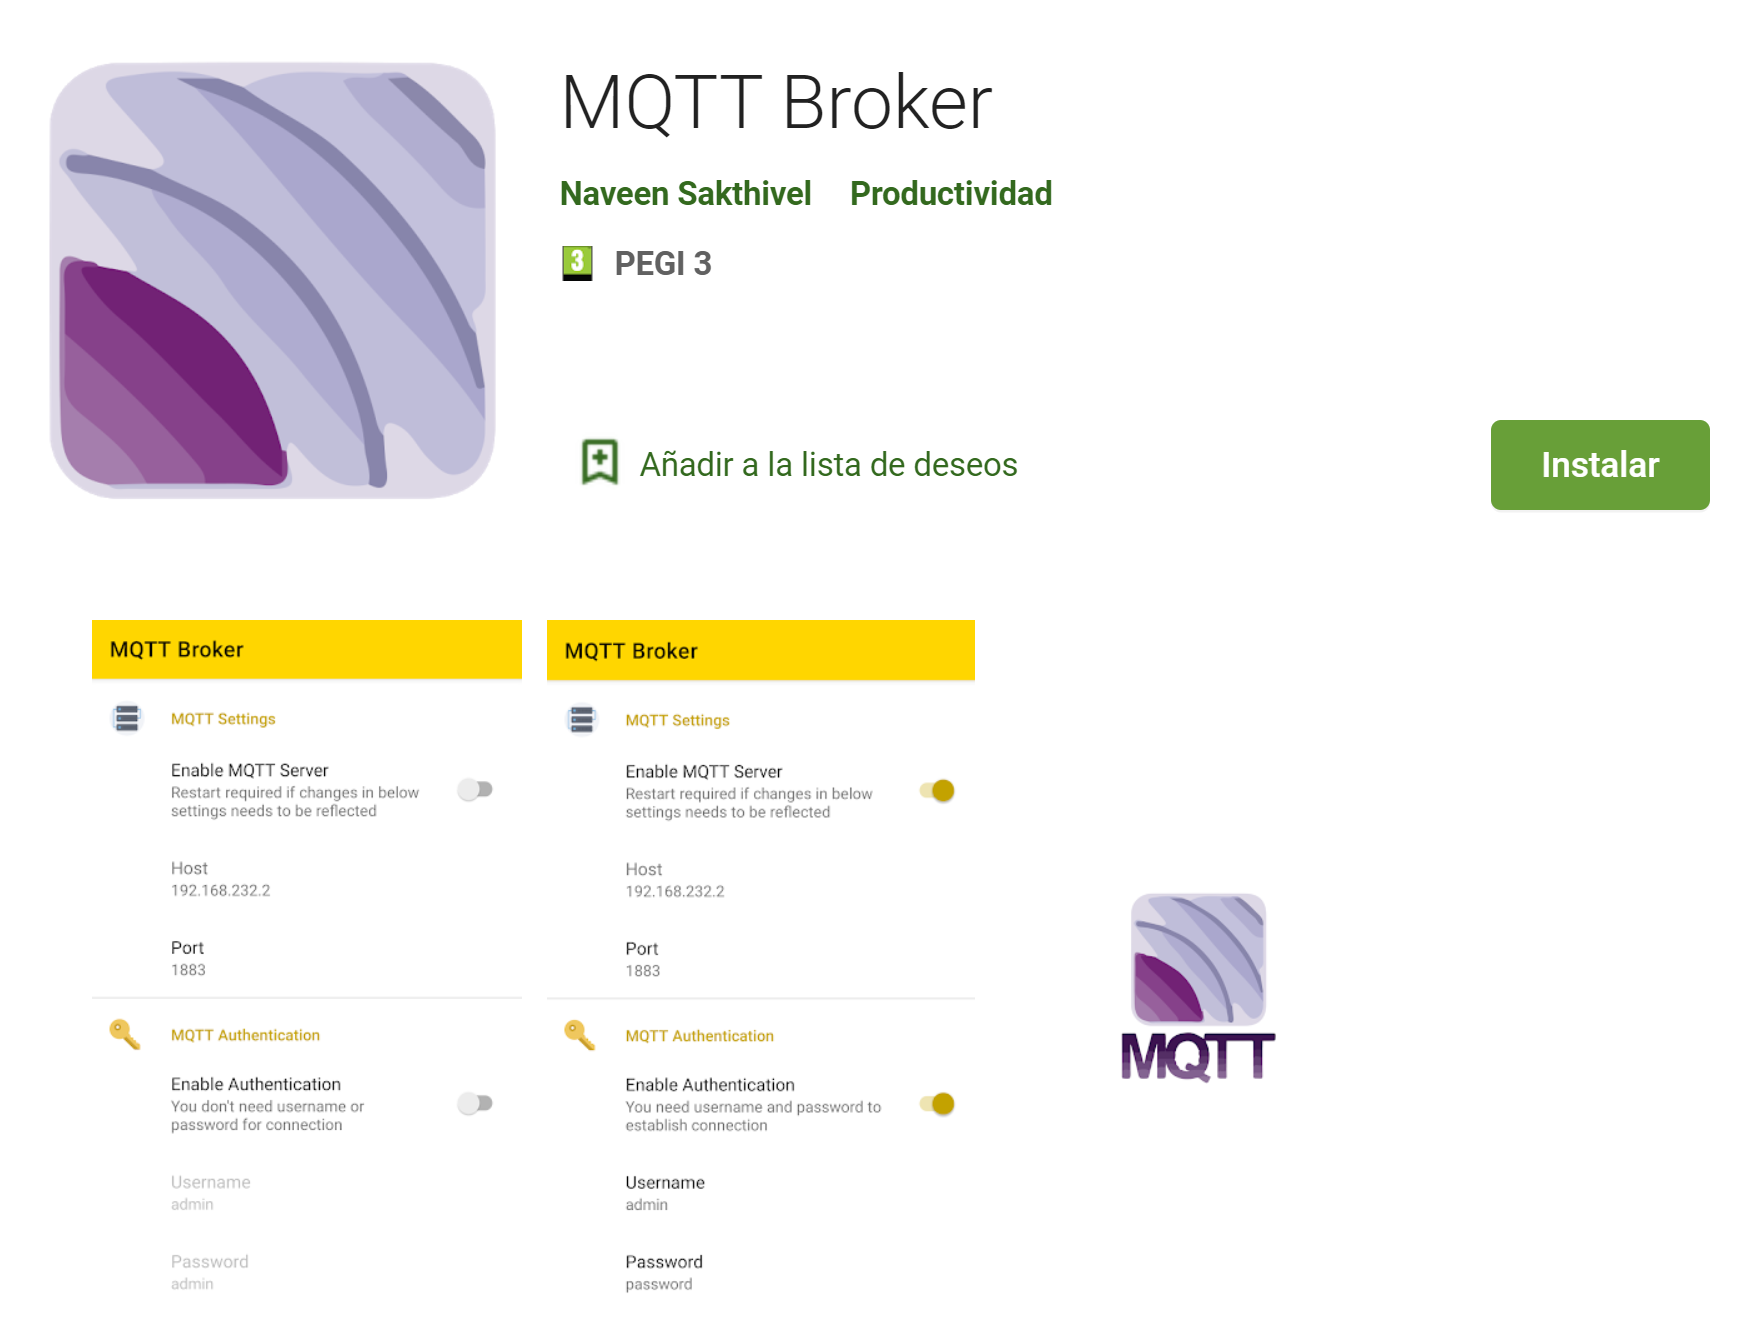 MQTT Broker
Naveen Sakthivel Productividad
3 PEGI 3
Añadir a la lista de deseos
Instalar
MQTT Broker
MQTT Settings
Enable MQTT Server
Restart required if changes in below
settings needs to be reflected
Host
192.168.232.2
Port
1883
MQTT Authentication
Enable Authentication
You don't need username or
password for connection
Username
admin
Password
admin
MQTT Broker
MQTT Settings
Enable MQTT Server
Restart required if changes in below
settings needs to be reflected
Host
192.168.232.2
Port
1883
MQTT Authentication
Enable Authentication
You need username and password to
establish connection
Username
admin
Password
password
MQTT